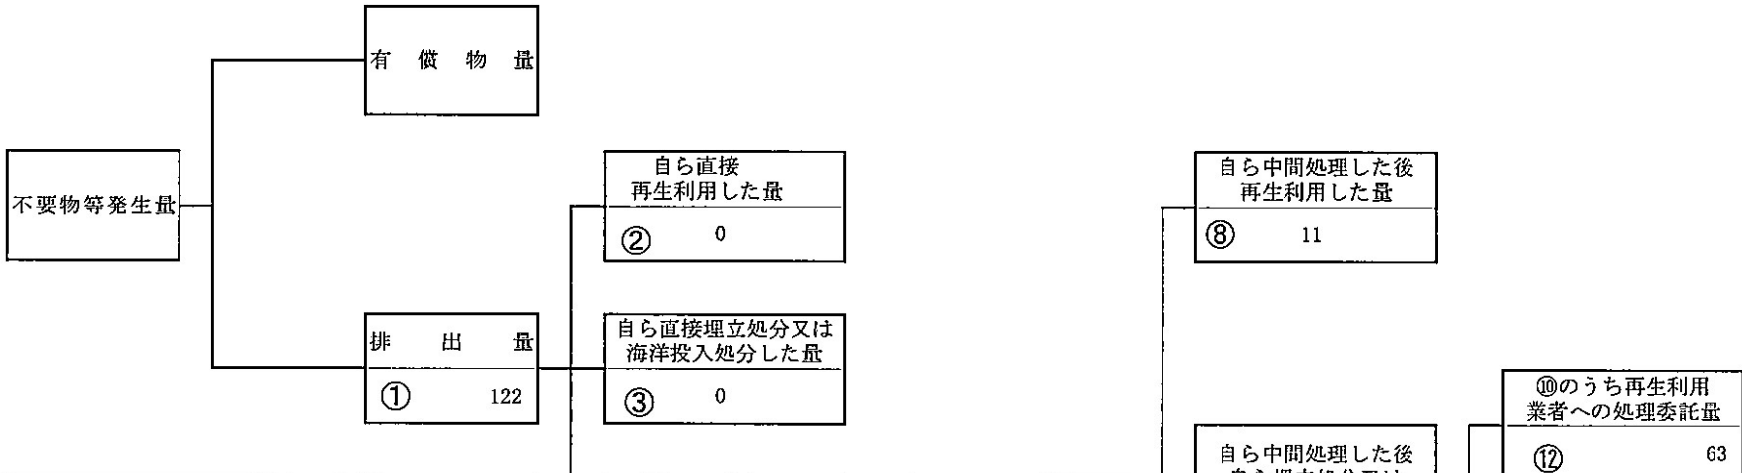 有償物量
不要物等発生量
自ら直接
再生利用した量
② 0
自ら中間処理した後
再生利用した量
⑧ 11
排出量
① 122
自ら直接埋立処分又は
海洋投入処分した量
③ 0
⑩のうち再生利用
業者への処理委託量
⑫ 63
自ら中間処理した後